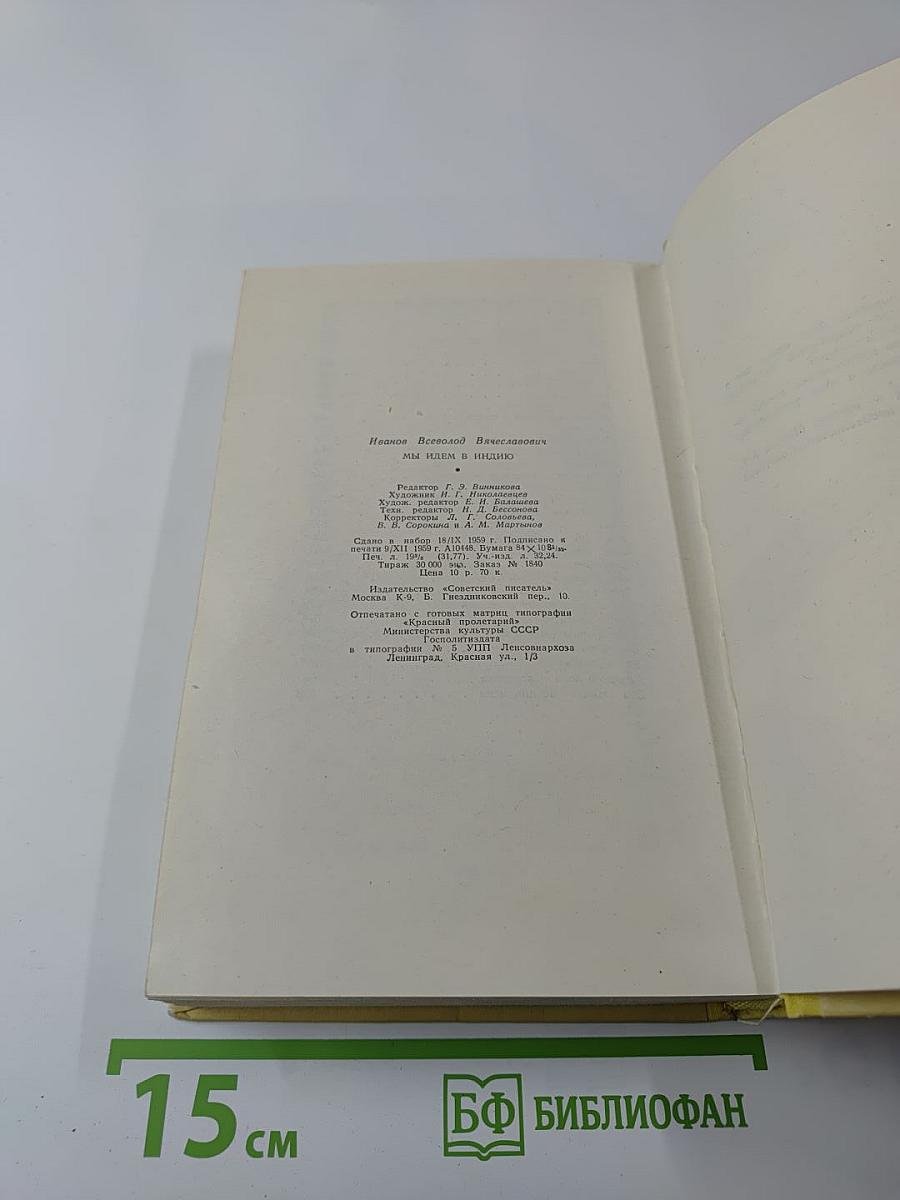 Иванов Всеволод Вячеславович
МЫ ИДЕМ В ИНДИЮ
•
Редактор Г. Э. Винникова
Художник И. Г. Николаевцев
Худож. редактор Е. И. Балашева
Техн. редактор Н. Д. Бессонова
Корректоры Л. Г. Соловьева,
В. В. Сорокина и А. М. Мартынов
Сдано в набор 18/IX 1959 г. Подписано к
печати 9/XII 1959 г. А10448. Бумага 84×108¹/₃₂.
Печ. л. 19³/₈ (31,77). Уч.-изд. л. 32,24.
Тираж 30 000 экз. Заказ № 1840
Цена 10 р. 70 к.
Издательство «Советский писатель»
Москва К-9, Б. Гнездниковский пер., 10.
Отпечатано с готовых матриц типографии
«Красный пролетарий»
Министерства культуры СССР
Госполитиздата
в типографии № 5 УПП Ленсовнархоза
Ленинград, Красная ул., 1/3
15 см
БФ БИБЛИОФАН